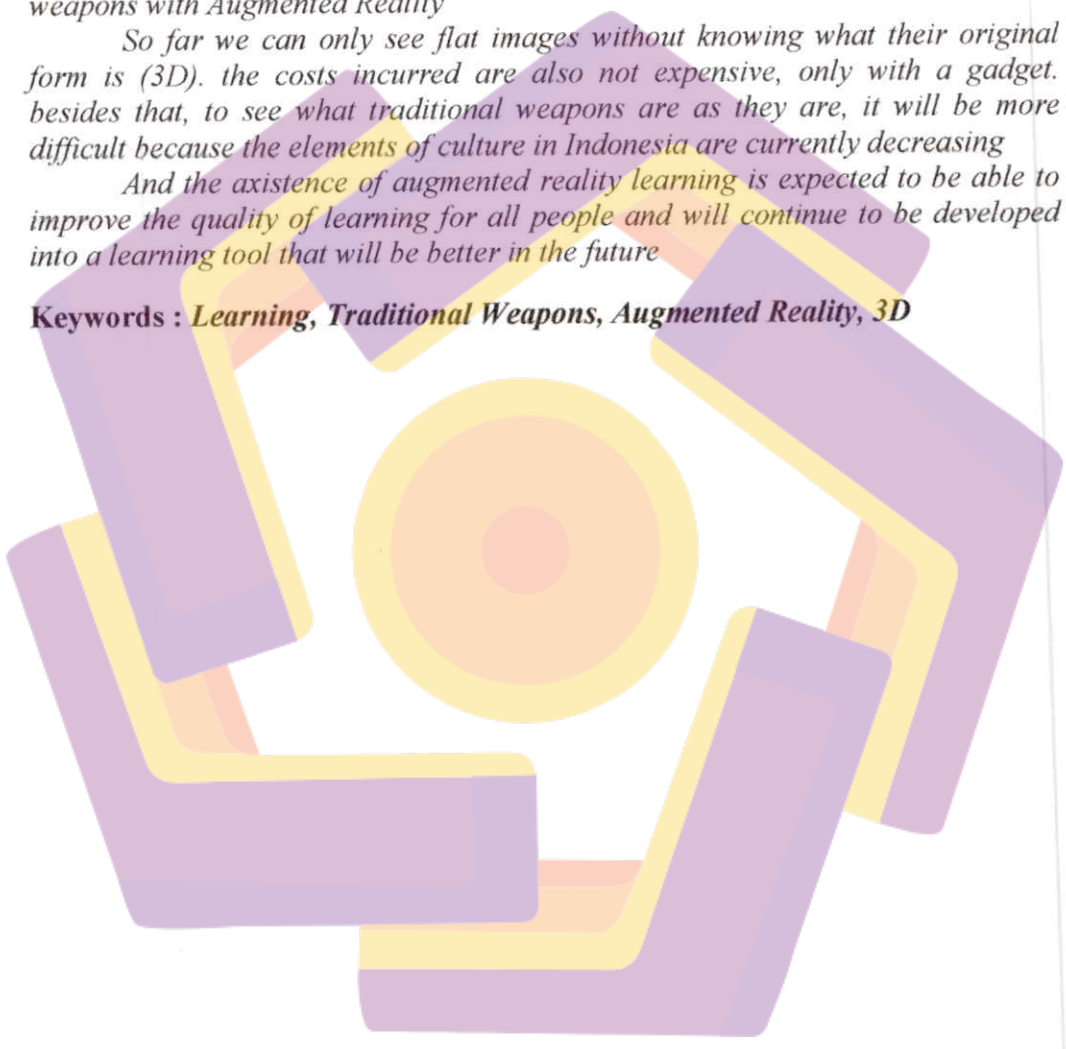 weapons with Augmented Reality
So far we can only see flat images without knowing what their original
form is (3D). the costs incurred are also not expensive, only with a gadget.
besides that, to see what traditional weapons are as they are, it will be more
difficult because the elements of culture in Indonesia are currently decreasing
And the axistence of augmented reality learning is expected to be able to
improve the quality of learning for all people and will continue to be developed
into a learning tool that will be better in the future
Keywords : Learning, Traditional Weapons, Augmented Reality, 3D